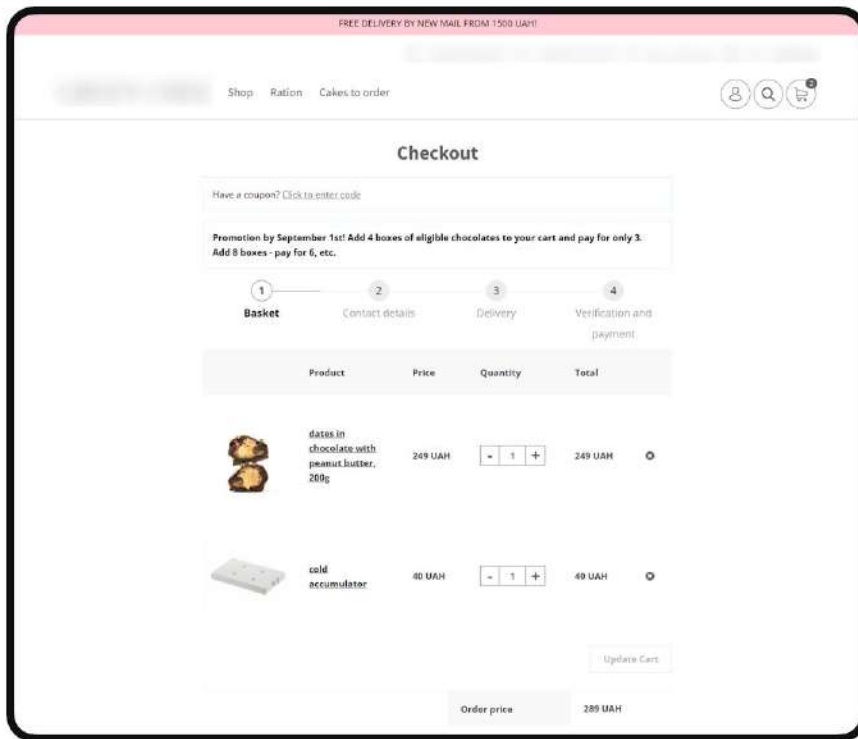 FREE DELIVERY BY NEW MAIL FROM 1500 UAH!
Shop Ration Cakes to order
2
Checkout
Have a coupon? Click to enter code
Promotion by September 1st! Add 4 boxes of eligible chocolates to your cart and pay for only 3.
Add 8 boxes - pay for 6, etc.
1 2 3 4
Basket Contact details Delivery Verification and
payment
Product Price Quantity Total
dates in
chocolate with
peanut butter,
200g
249 UAH - 1 + 249 UAH
cold
accumulator
40 UAH - 1 + 40 UAH
Update Cart
Order price 289 UAH